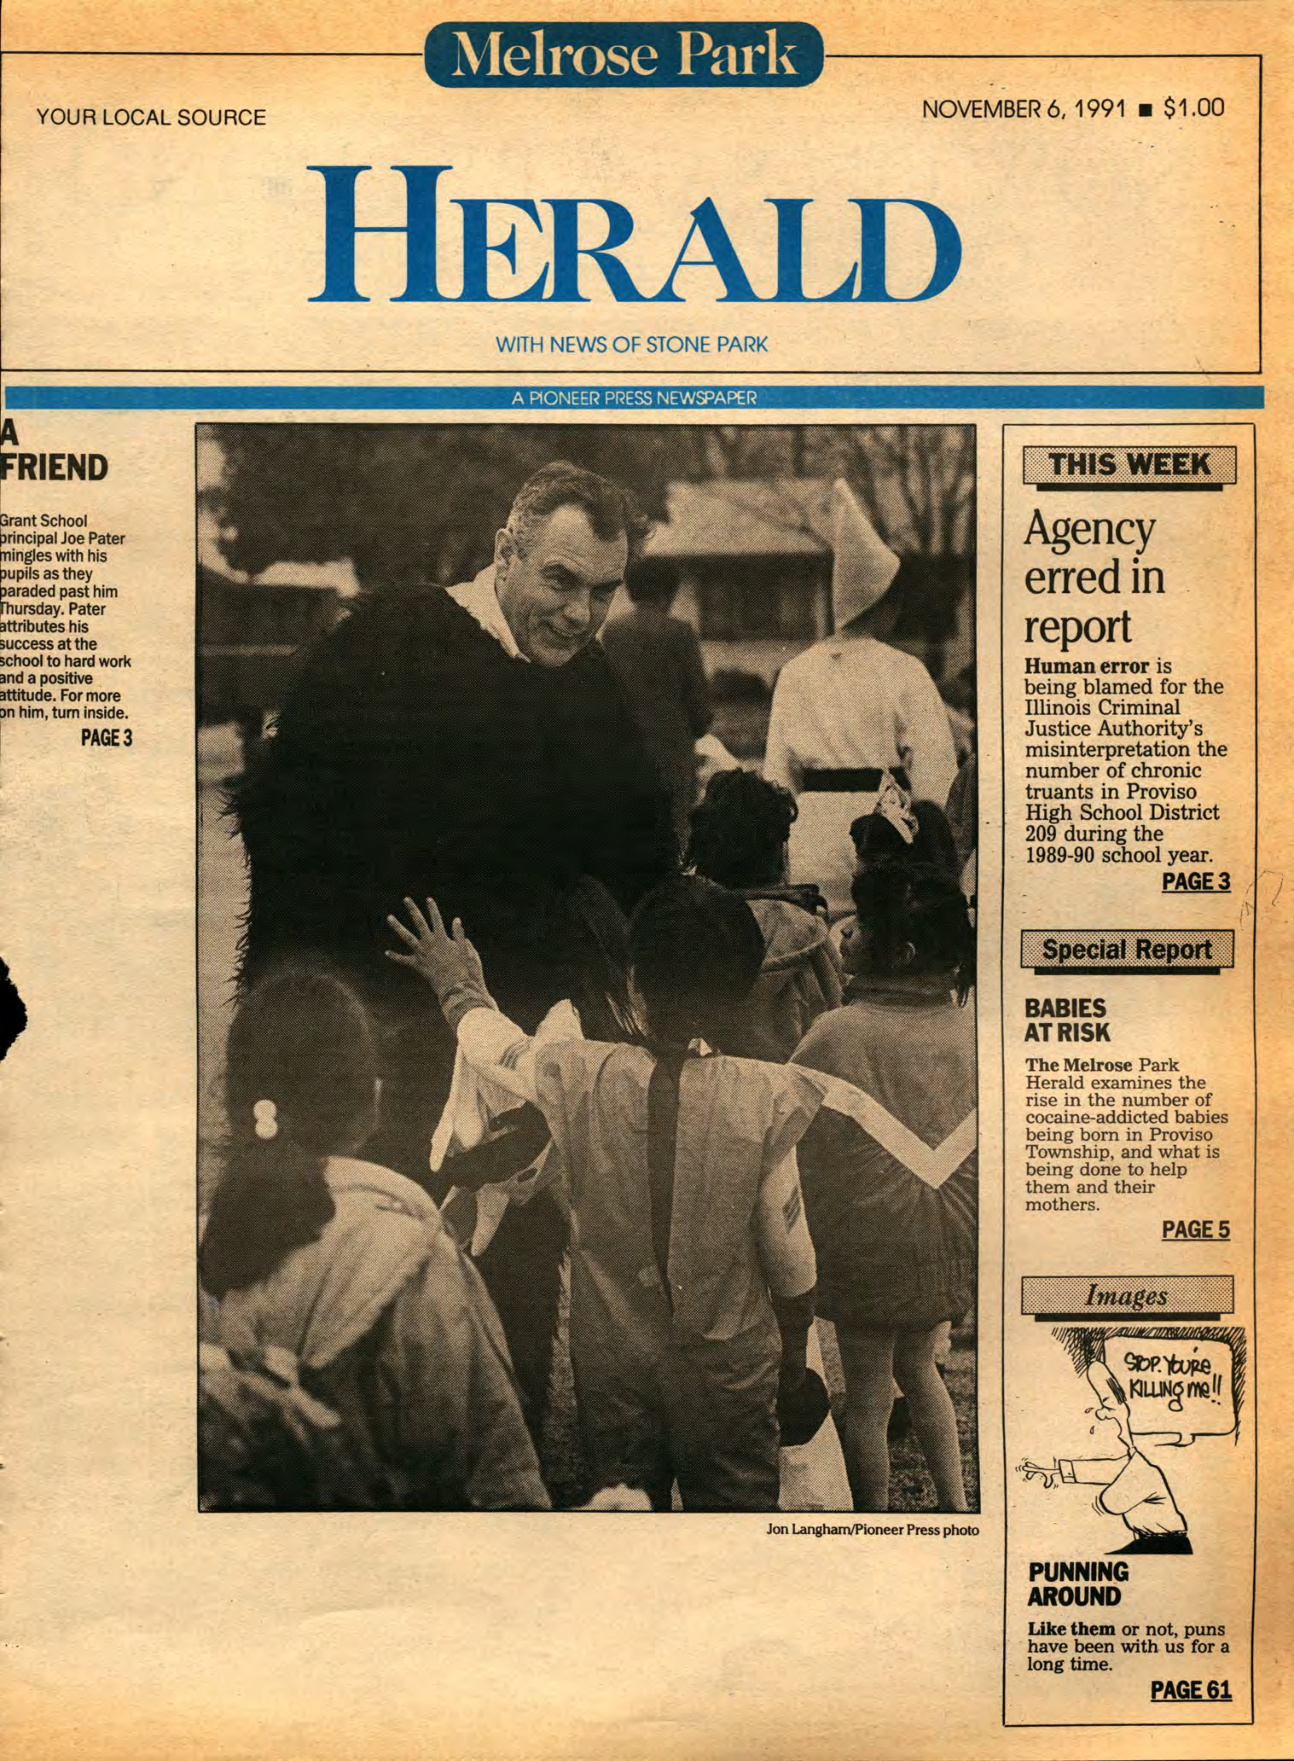 Melrose Park
YOUR LOCAL SOURCE
NOVEMBER 6, 1991 ■ $1.00
HERALD
WITH NEWS OF STONE PARK
A PIONEER PRESS NEWSPAPER
A
FRIEND
Grant School
principal Joe Pater
mingles with his
pupils as they
paraded past him
Thursday. Pater
attributes his
success at the
school to hard work
and a positive
attitude. For more
on him, turn inside.
PAGE 3
Jon Langham/Pioneer Press photo
THIS WEEK
Agency
erred in
report
Human error is
being blamed for the
Illinois Criminal
Justice Authority's
misinterpretation the
number of chronic
truants in Proviso
High School District
209 during the
1989-90 school year.
PAGE 3
Special Report
BABIES
AT RISK
The Melrose Park
Herald examines the
rise in the number of
cocaine-addicted babies
being born in Proviso
Township, and what is
being done to help
them and their
mothers.
PAGE 5
Images
STOP. YOU'RE
KILLING me!!
PUNNING
AROUND
Like them or not, puns
have been with us for a
long time.
PAGE 61